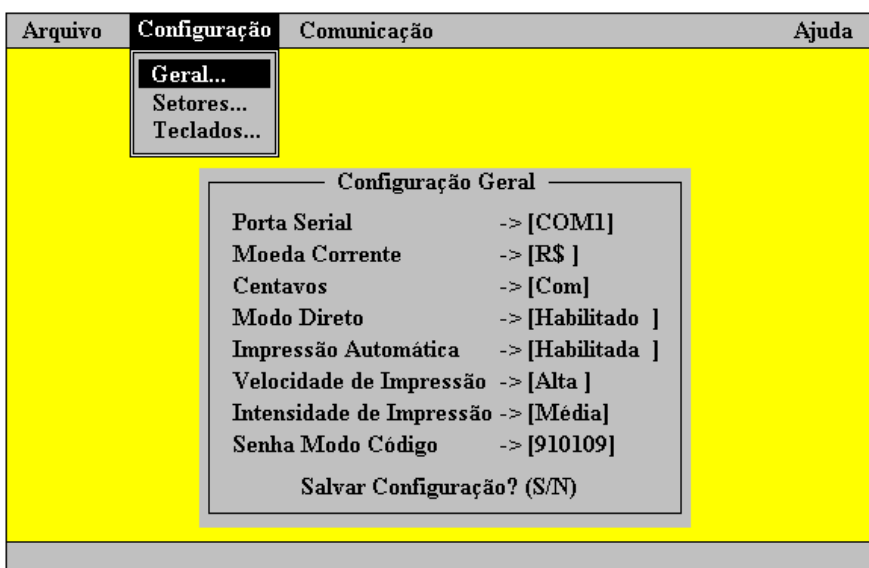 Arquivo Configuração Comunicação Ajuda
Geral...
Setores...
Teclados...
Configuração Geral
Porta Serial -> [COM1]
Moeda Corrente -> [R$ ]
Centavos -> [Com]
Modo Direto -> [Habilitado ]
Impressão Automática -> [Habilitada ]
Velocidade de Impressão -> [Alta ]
Intensidade de Impressão -> [Média]
Senha Modo Código -> [910109]
Salvar Configuração? (S/N)